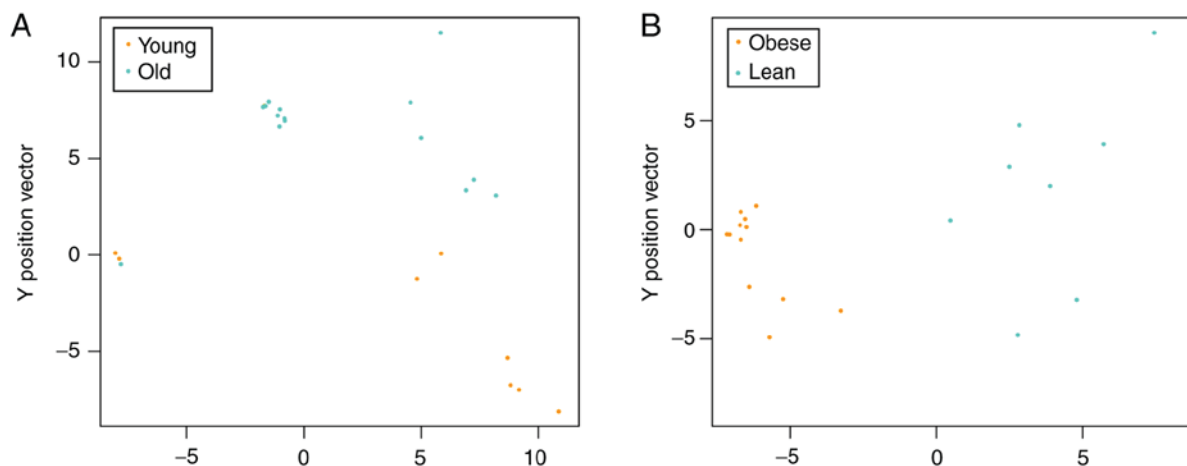 A
Young
Old
Y position vector
10
5
0
−5
−5 0 5 10
B
Obese
Lean
Y position vector
5
0
−5
−5 0 5